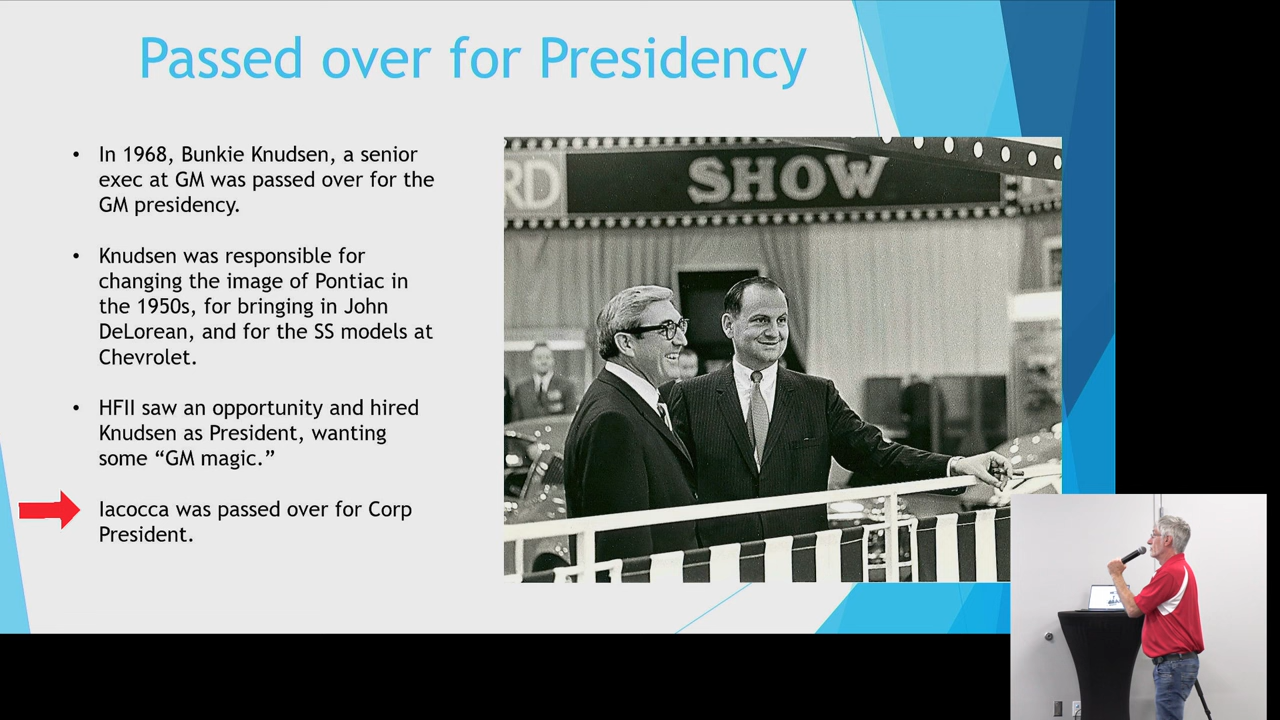 Passed over for Presidency
• In 1968, Bunkie Knudsen, a senior
exec at GM was passed over for the
GM presidency.
• Knudsen was responsible for
changing the image of Pontiac in
the 1950s, for bringing in John
DeLorean, and for the SS models at
Chevrolet.
• HFII saw an opportunity and hired
Knudsen as President, wanting
some “GM magic.”
Iacocca was passed over for Corp
President.
RD SHOW